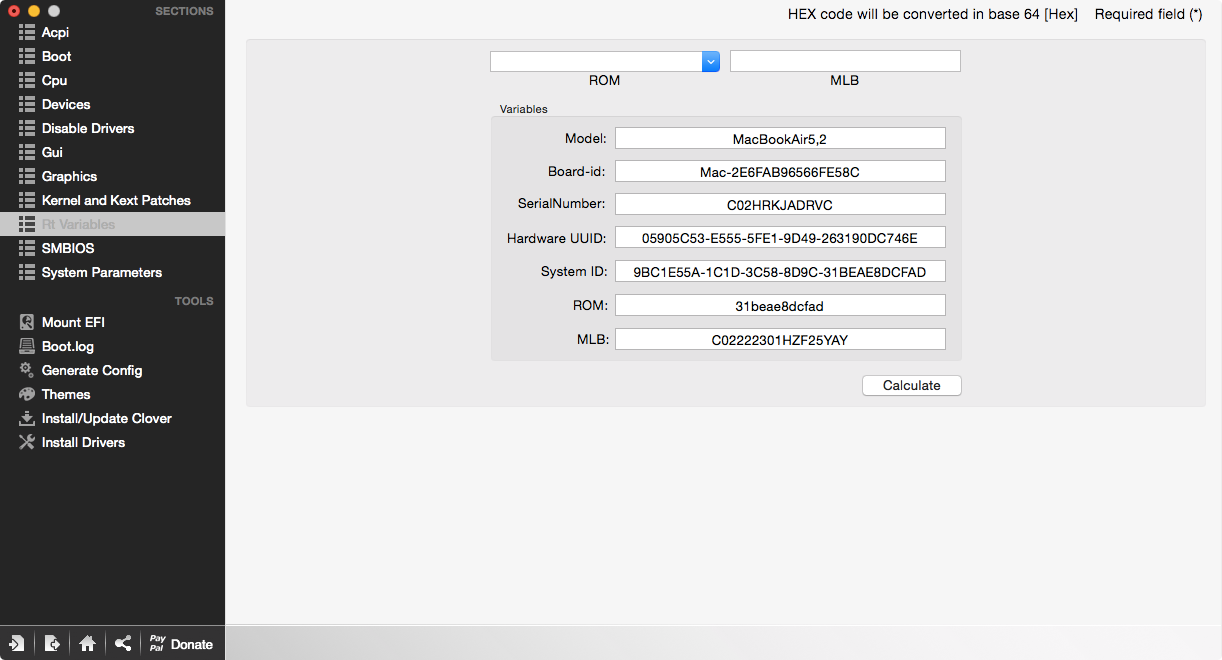 SECTIONS
Acpi
Boot
Cpu
Devices
Disable Drivers
Gui
Graphics
Kernel and Kext Patches
Rt Variables
SMBIOS
System Parameters
TOOLS
Mount EFI
Boot.log
Generate Config
Themes
Install/Update Clover
Install Drivers
Pay
Pal
Donate
HEX code will be converted in base 64 [Hex] Required field (*)
ROM MLB
Variables
Model: MacBookAir5,2
Board-id: Mac-2E6FAB96566FE58C
SerialNumber: C02HRKJADRVC
Hardware UUID: 05905C53-E555-5FE1-9D49-263190DC746E
System ID: 9BC1E55A-1C1D-3C58-8D9C-31BEAE8DCFAD
ROM: 31beae8dcfad
MLB: C02222301HZF25YAY
Calculate